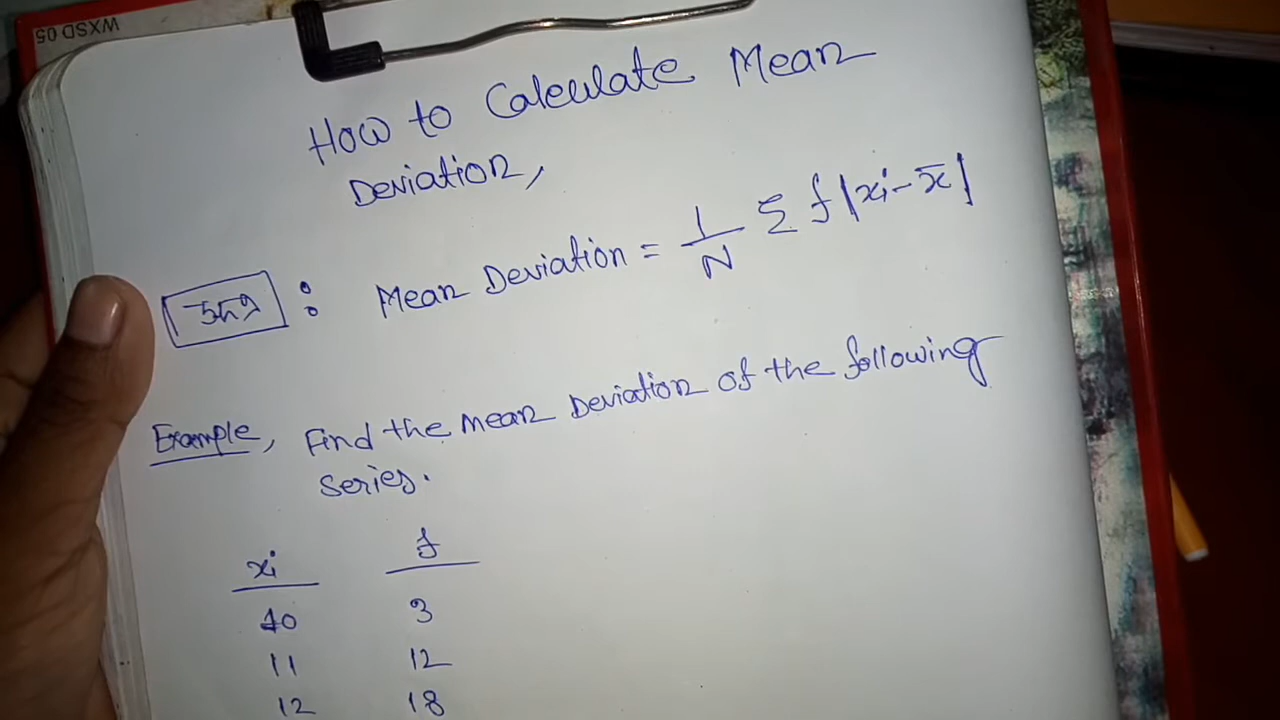 WXSD 05
How to Calculate Mean
Deviation,
: Mean Deviation = 1/N Σ f|xi - x̄|
Example, Find the Mean Deviation of the following
series.
xi f
10 3
11 12
12 18